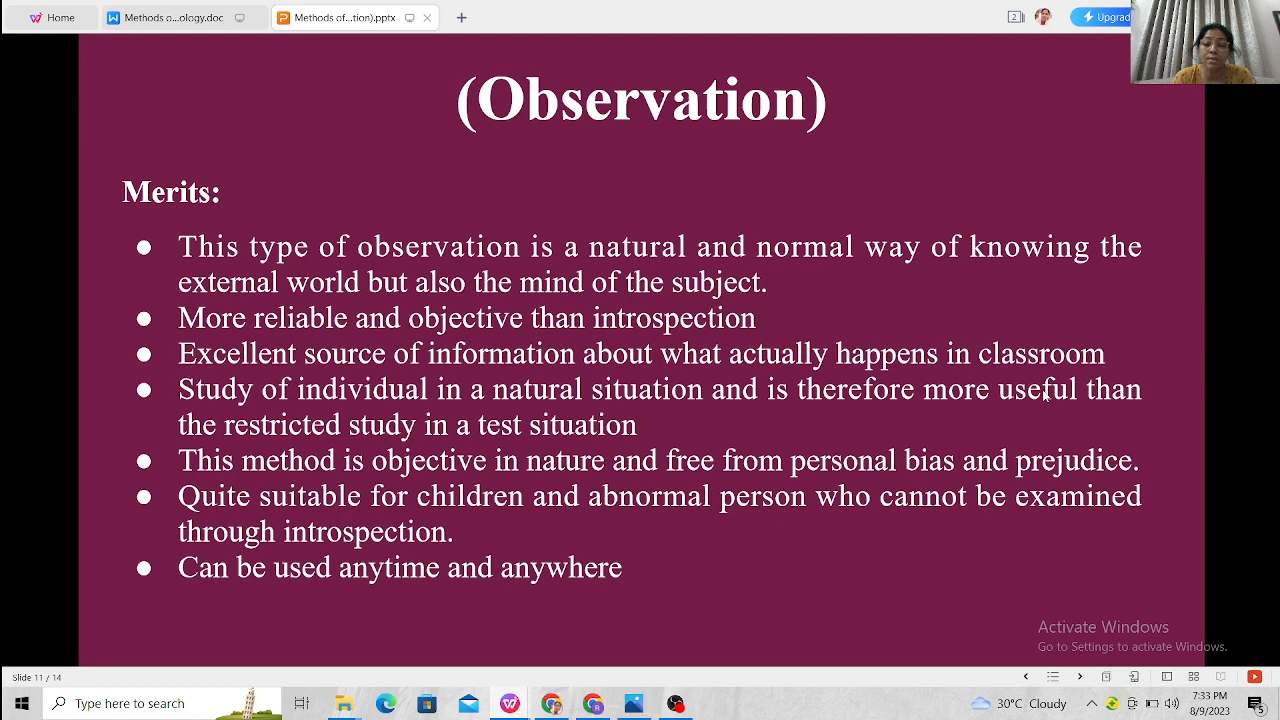 Home
Methods o...ology.doc
Methods of...tion).pptx
2
Upgrad
(Observation)
Merits:
● This type of observation is a natural and normal way of knowing the
external world but also the mind of the subject.
● More reliable and objective than introspection
● Excellent source of information about what actually happens in classroom
● Study of individual in a natural situation and is therefore more useful than
the restricted study in a test situation
● This method is objective in nature and free from personal bias and prejudice.
● Quite suitable for children and abnormal person who cannot be examined
through introspection.
● Can be used anytime and anywhere
Activate Windows
Go to Settings to activate Windows.
Slide 11 / 14
Type here to search
30°C Cloudy
7:33 PM
8/9/2023
5